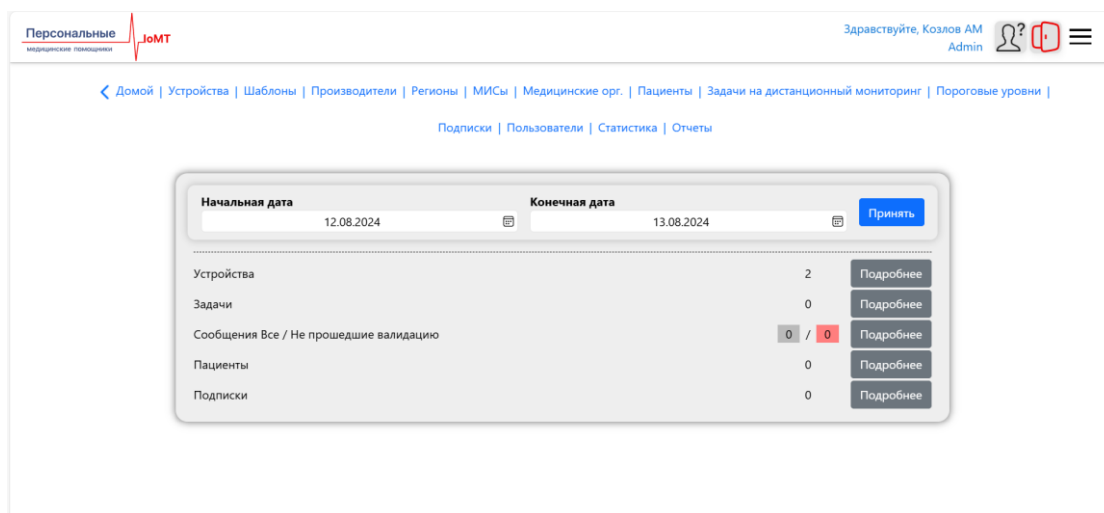 Персональные
медицинские помощники
IoMT
Здравствуйте, Козлов АМ
Admin
?
Домой | Устройства | Шаблоны | Производители | Регионы | МИСы | Медицинские орг. | Пациенты | Задачи на дистанционный мониторинг | Пороговые уровни |
Подписки | Пользователи | Статистика | Отчеты
Начальная дата Конечная дата
12.08.2024 13.08.2024 Принять
Устройства 2 Подробнее
Задачи 0 Подробнее
Сообщения Все / Не прошедшие валидацию 0 / 0 Подробнее
Пациенты 0 Подробнее
Подписки 0 Подробнее